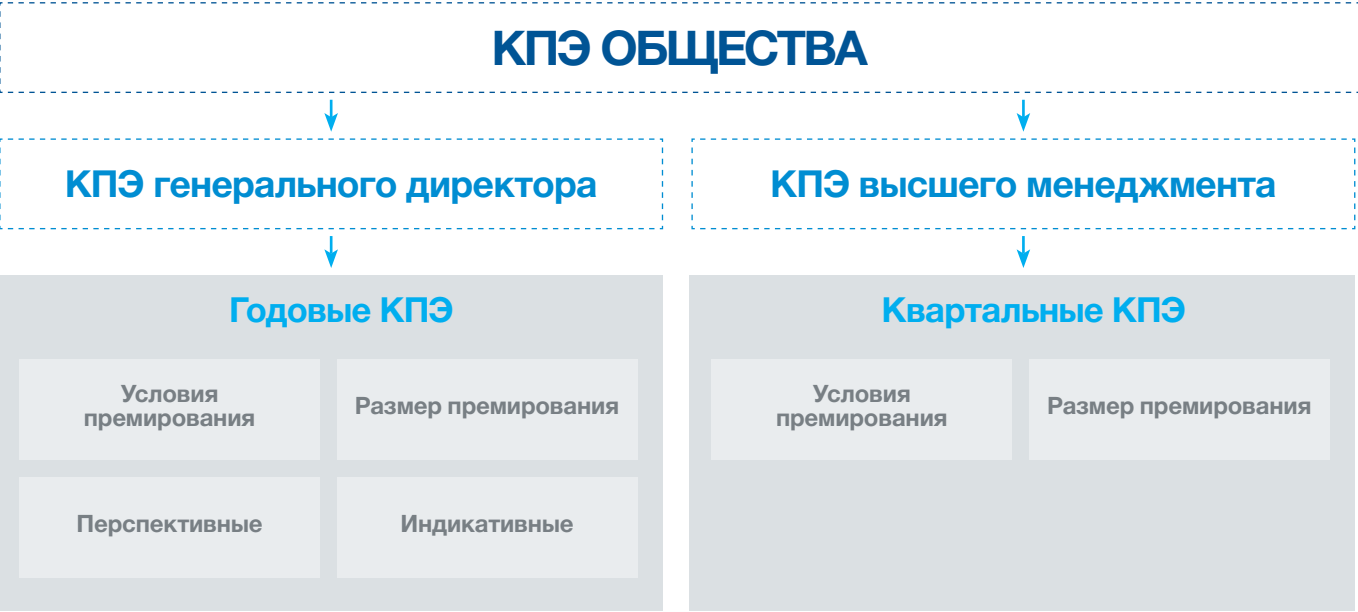 КПЭ ОБЩЕСТВА
КПЭ генерального директора
КПЭ высшего менеджмента
Годовые КПЭ
Квартальные КПЭ
Условия
премирования
Размер премирования
Условия
премирования
Размер премирования
Перспективные
Индикативные